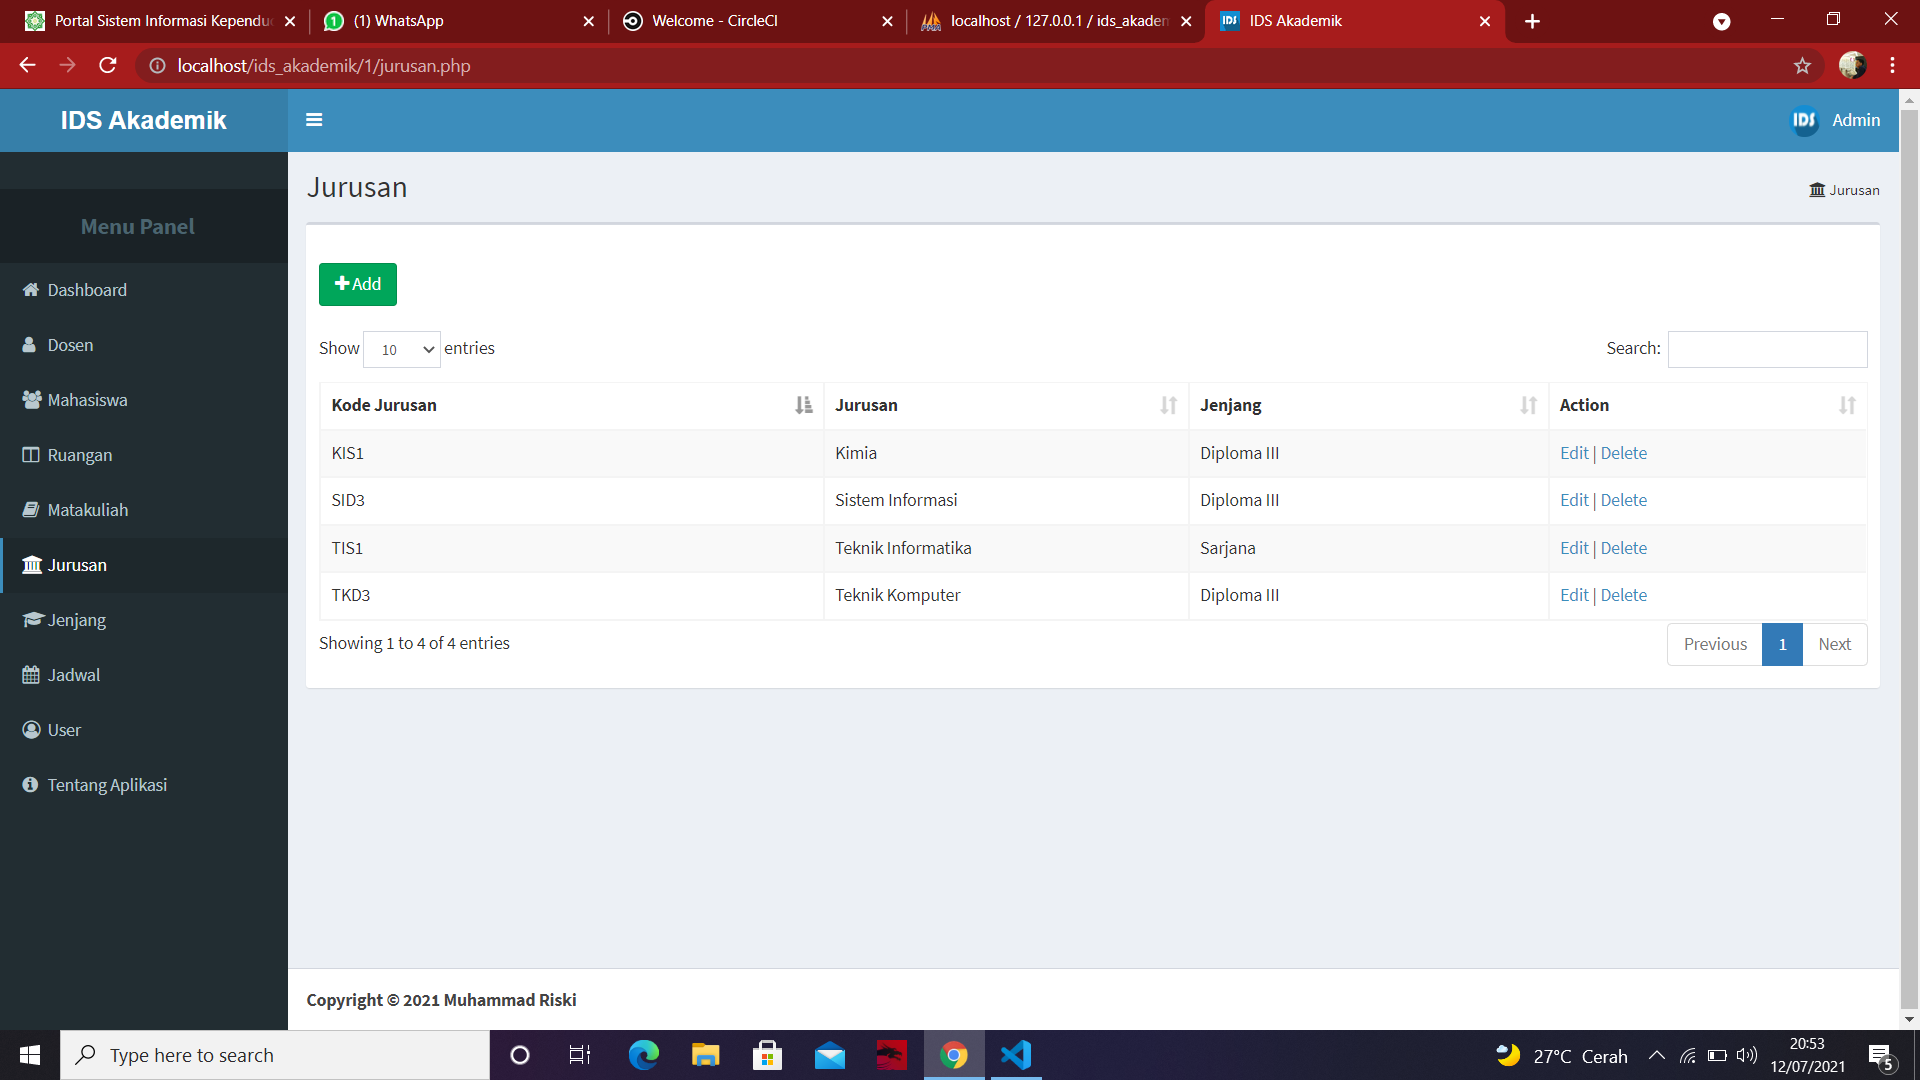 Portal Sistem Informasi Kependu
(1) WhatsApp
Welcome - CircleCI
localhost / 127.0.0.1 / ids_akadem
IDS Akademik
localhost/ids_akademik/1/jurusan.php
IDS Akademik
IDS Admin
Menu Panel
Dashboard
Dosen
Mahasiswa
Ruangan
Matakuliah
Jurusan
Jenjang
Jadwal
User
Tentang Aplikasi
Jurusan
Jurusan
Add
Show 10 entries
Search:
Kode Jurusan Jurusan Jenjang Action
KIS1 Kimia Diploma III Edit | Delete
SID3 Sistem Informasi Diploma III Edit | Delete
TIS1 Teknik Informatika Sarjana Edit | Delete
TKD3 Teknik Komputer Diploma III Edit | Delete
Showing 1 to 4 of 4 entries
Previous 1 Next
Copyright © 2021 Muhammad Riski
Type here to search
27°C Cerah
20:53
12/07/2021
5